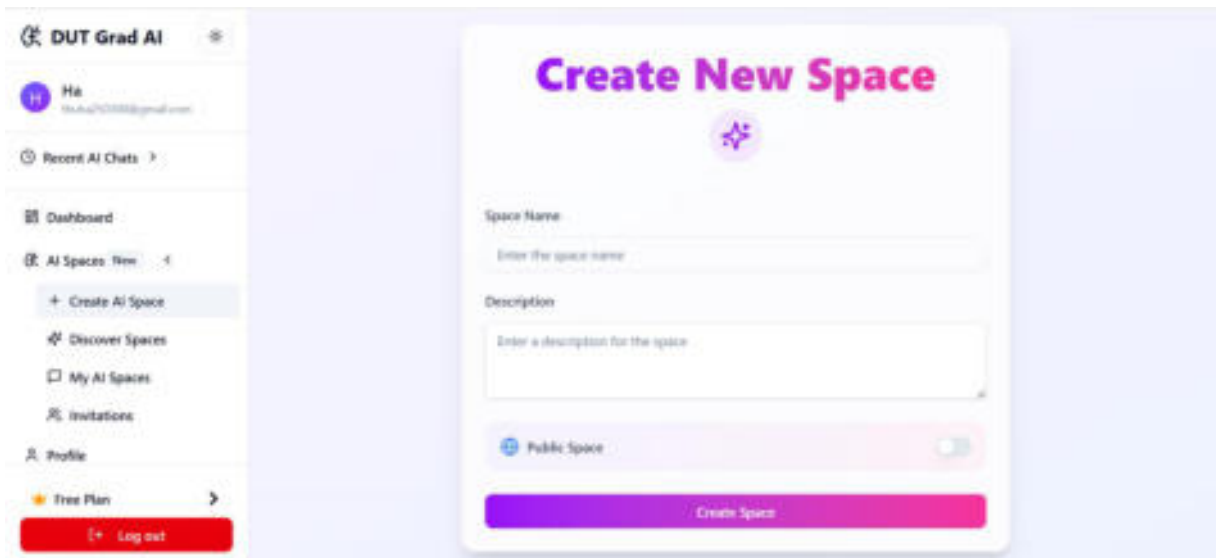 DUT Grad AI
H
Ha
Recent AI Chats
Dashboard
AI Spaces New
Create AI Space
Discover Spaces
My AI Spaces
Invitations
Profile
Free Plan
Log out
Create New Space
Space Name
Enter the space name
Description
Enter a description for the space
Public Space
Create Space